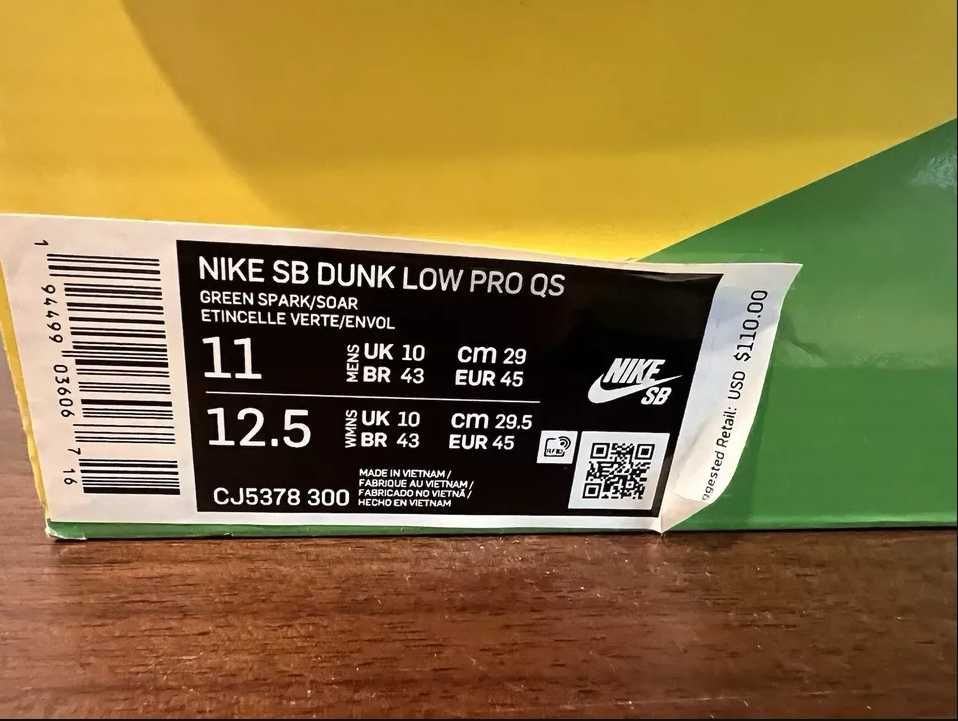 1 94499 03606 7 16
NIKE SB DUNK LOW PRO QS
GREEN SPARK/SOAR
ETINCELLE VERTE/ENVOL
11 MENS UK 10 cm 29
BR 43 EUR 45
12.5 WMNS UK 10 cm 29.5
BR 43 EUR 45
MADE IN VIETNAM /
FABRIQUE AU VIETNAM /
FABRICADO NO VIETNÃ /
HECHO EN VIETNAM
CJ5378 300
NIKE
SB
Retail: USD $110.00